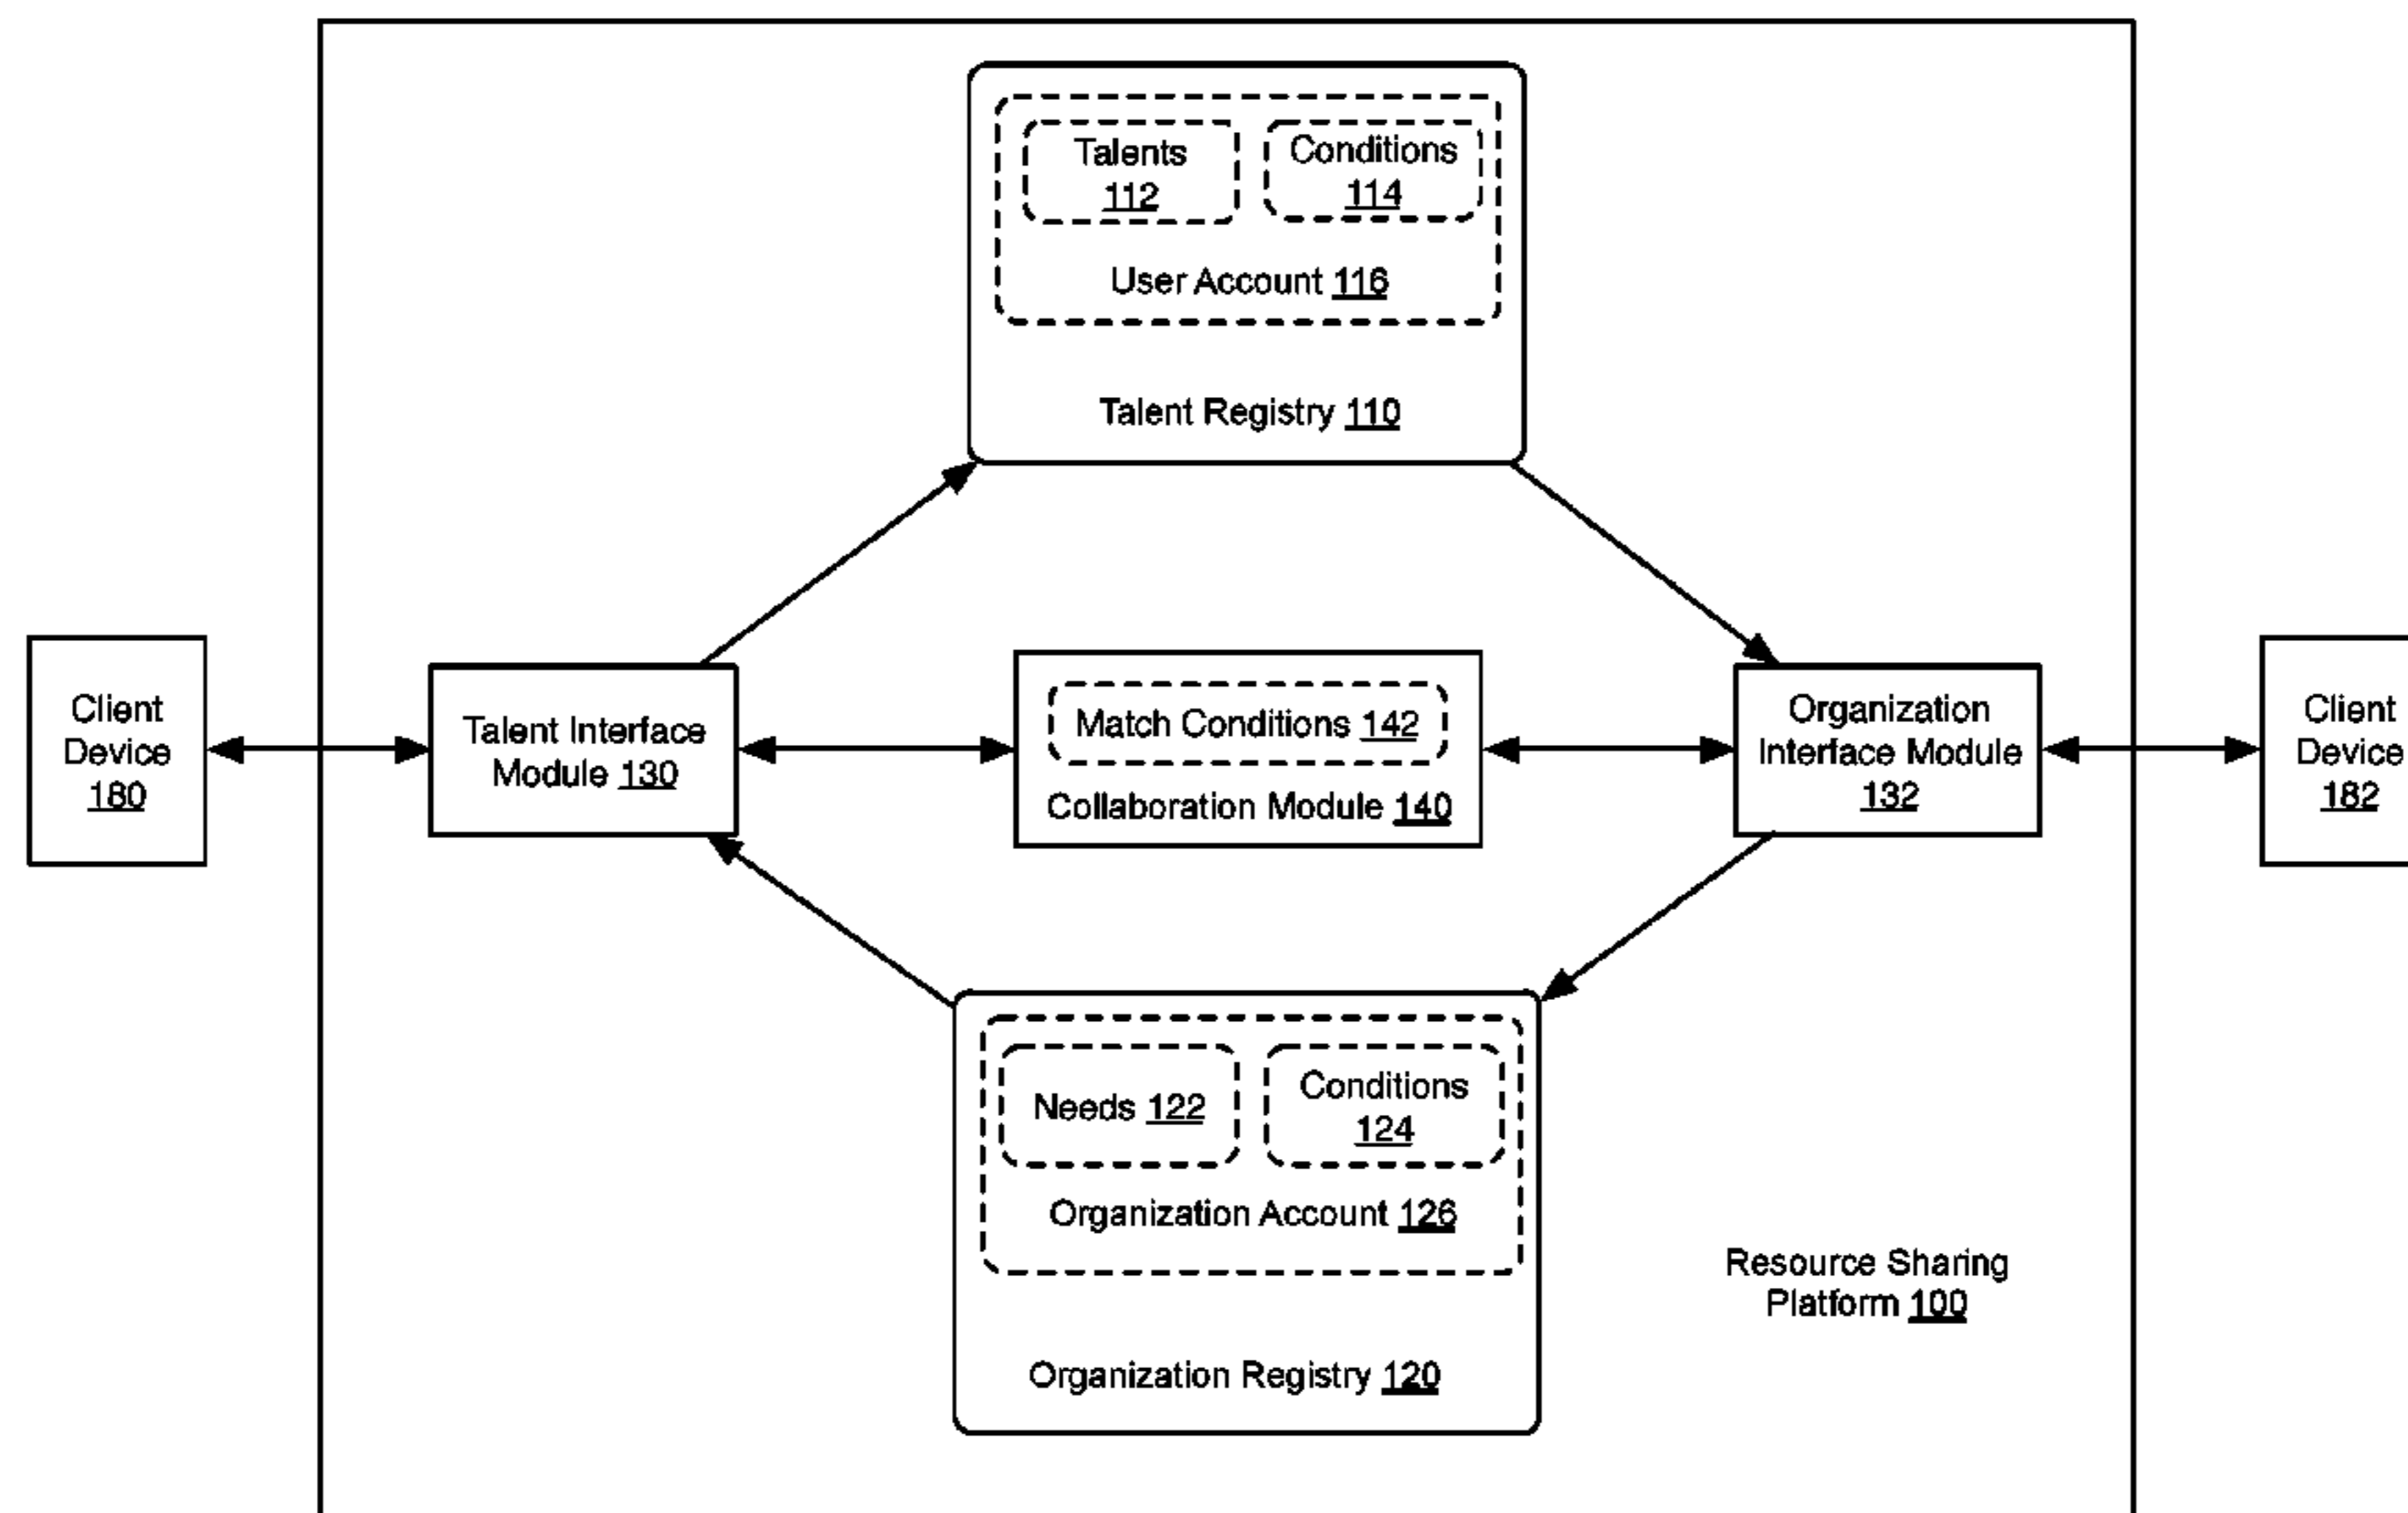 Talents
112
Conditions
114
User Account 116
Talent Registry 110
Client
Device
180
Talent Interface
Module 130
Match Conditions 142
Collaboration Module 140
Organization
Interface Module
132
Client
Device
182
Needs 122
Conditions
124
Organization Account 126
Organization Registry 120
Resource Sharing
Platform 100